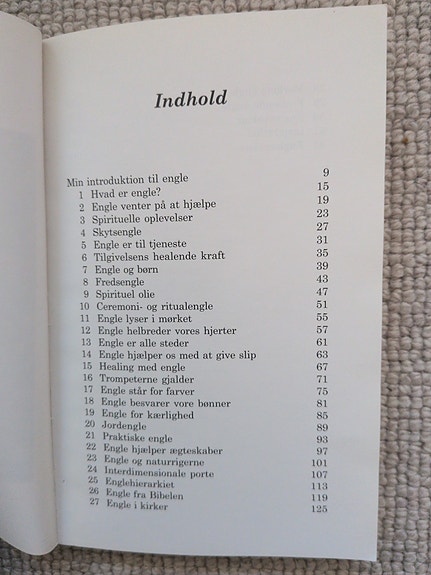 Indhold
Min introduktion til engle 9
1 Hvad er engle? 15
2 Engle venter på at hjælpe 19
3 Spirituelle oplevelser 23
4 Skytsengle 27
5 Engle er til tjeneste 31
6 Tilgivelsens healende kraft 35
7 Engle og børn 39
8 Fredsengle 43
9 Spirituel olie 47
10 Ceremoni- og ritualengle 51
11 Engle lyser i mørket 55
12 Engle helbreder vores hjerter 57
13 Engle er alle steder 61
14 Engle hjælper os med at give slip 63
15 Healing med engle 67
16 Trompeterne gjalder 71
17 Engle står for farver 75
18 Engle besvarer vore bønner 81
19 Engle for kærlighed 85
20 Jordengle 89
21 Praktiske engle 93
22 Engle hjælper ægteskaber 97
23 Engle og naturrigerne 101
24 Interdimensionale porte 107
25 Englehierarkiet 113
26 Engle fra Bibelen 119
27 Engle i kirker 125